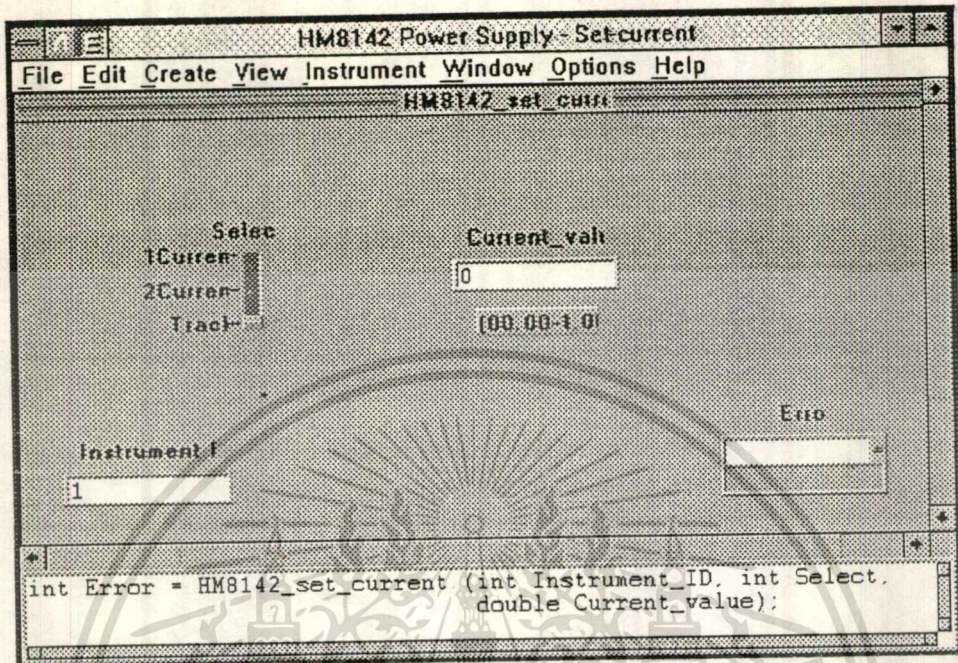 HM8142 Power Supply - Set-current
File Edit Create View Instrument Window Options Help
HM8142_set_curre
Selec
1Curren
2Curren
Track
Current_valu
0
(00.00-1.0
Instrument I
1
Erro
int Error = HM8142_set_current (int Instrument_ID, int Select,
double Current_value);